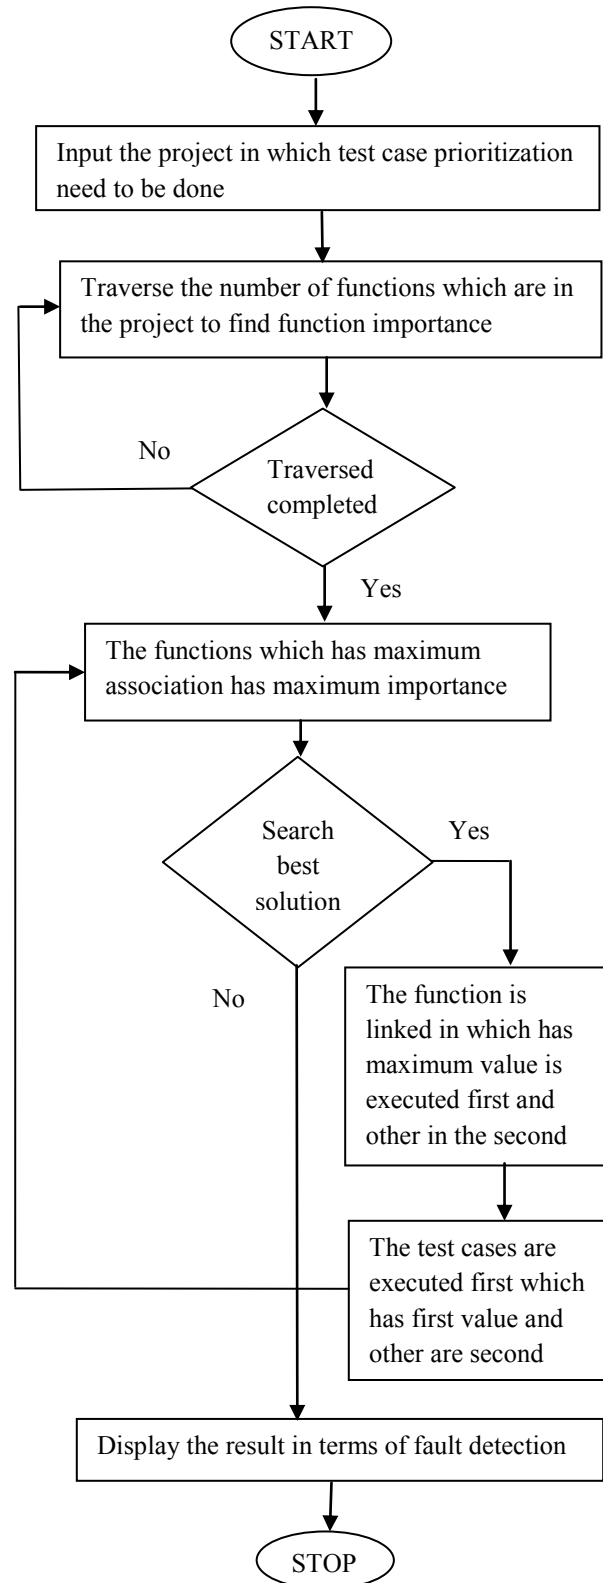 START
Input the project in which test case prioritization
need to be done
Traverse the number of functions which are in
the project to find function importance
No
Traversed
completed
Yes
The functions which has maximum
association has maximum importance
Search
best
solution
Yes
No
The function is
linked in which has
maximum value is
executed first and
other in the second
The test cases are
executed first which
has first value and
other are second
Display the result in terms of fault detection
STOP